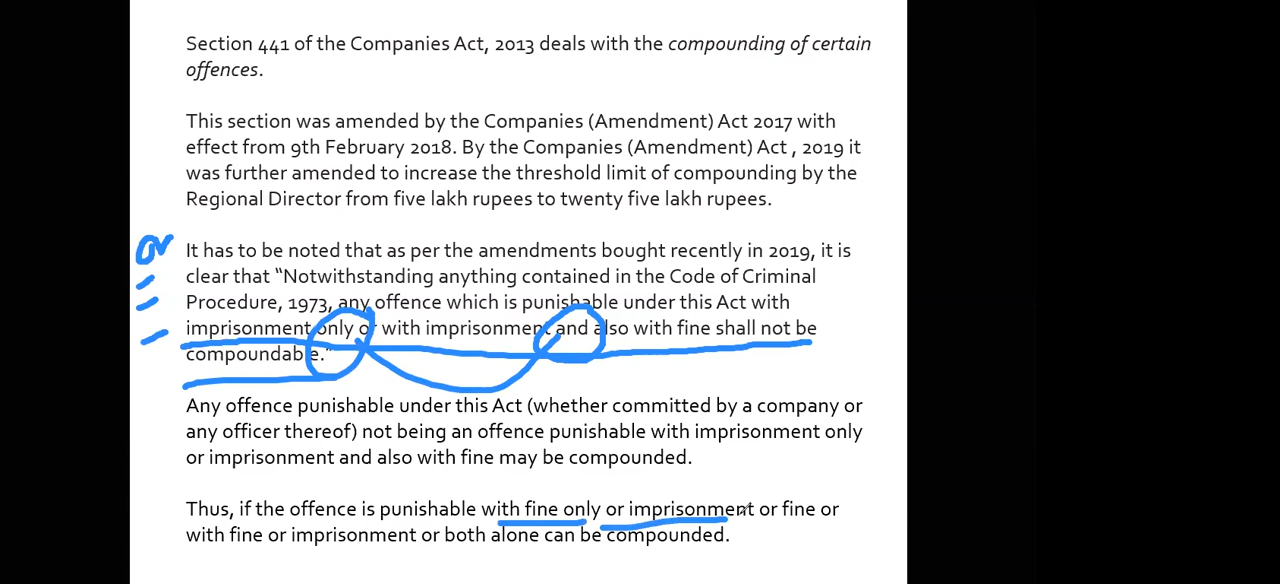 Section 441 of the Companies Act, 2013 deals with the compounding of certain
offences.
This section was amended by the Companies (Amendment) Act 2017 with
effect from 9th February 2018. By the Companies (Amendment) Act , 2019 it
was further amended to increase the threshold limit of compounding by the
Regional Director from five lakh rupees to twenty five lakh rupees.
It has to be noted that as per the amendments bought recently in 2019, it is
clear that “Notwithstanding anything contained in the Code of Criminal
Procedure, 1973, any offence which is punishable under this Act with
imprisonment only or with imprisonment and also with fine shall not be
compoundable.”
Any offence punishable under this Act (whether committed by a company or
any officer thereof) not being an offence punishable with imprisonment only
or imprisonment and also with fine may be compounded.
Thus, if the offence is punishable with fine only or imprisonment or fine or
with fine or imprisonment or both alone can be compounded.